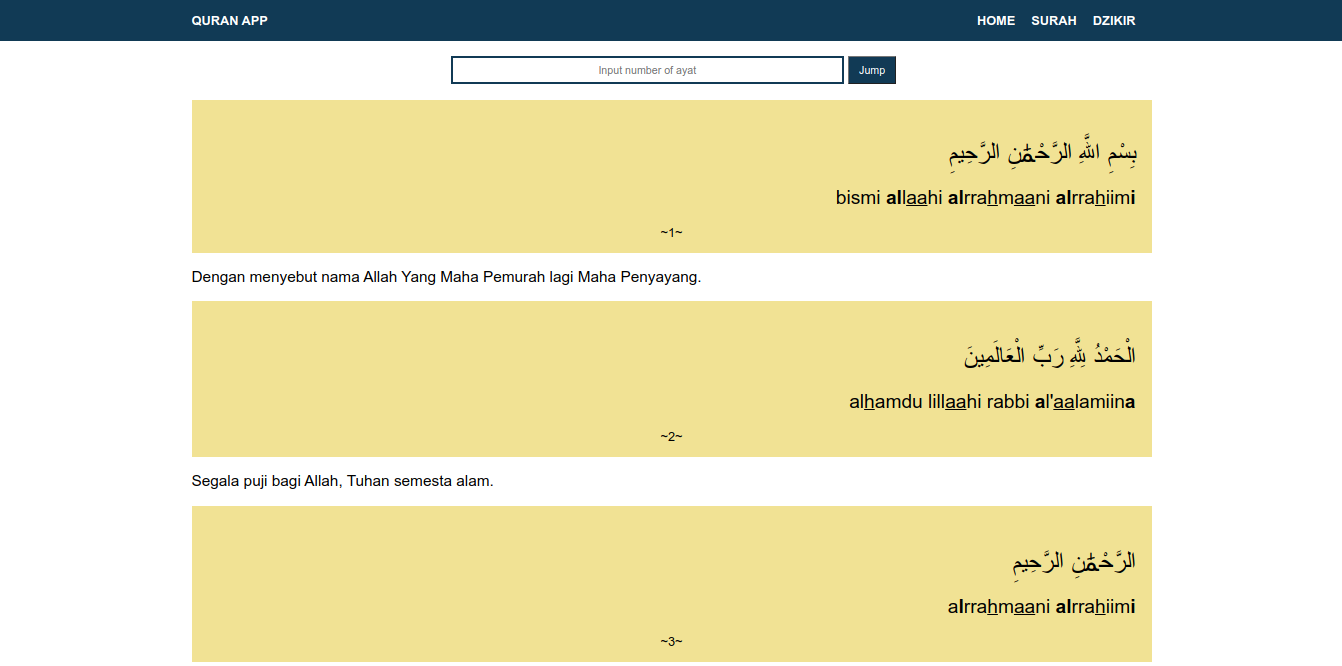 QURAN APP HOME SURAH DZIKIR
Input number of ayat Jump
بِسْمِ اللَّهِ الرَّحْمَٰنِ الرَّحِيمِ
bismi allaahi alrrahmaani alrrahiimi
~1~
Dengan menyebut nama Allah Yang Maha Pemurah lagi Maha Penyayang.
الْحَمْدُ لِلَّهِ رَبِّ الْعَالَمِينَ
alhamdu lillaahi rabbi al'aalamiina
~2~
Segala puji bagi Allah, Tuhan semesta alam.
الرَّحْمَٰنِ الرَّحِيمِ
alrrahmaani alrrahiimi
~3~